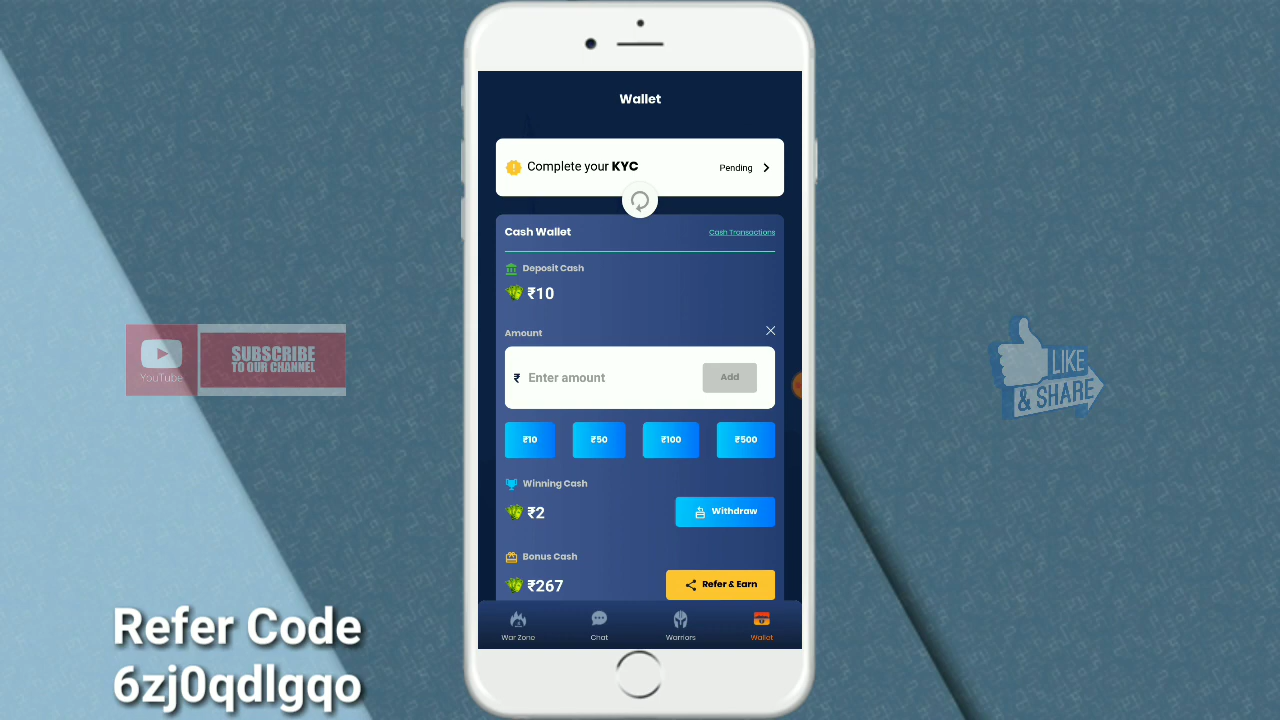 Wallet
Complete your KYC
Pending
Cash Wallet
Cash Transactions
Deposit Cash
₹10
Amount
₹ Enter amount
Add
₹10
₹50
₹100
₹500
Winning Cash
₹2
Withdraw
Bonus Cash
₹267
Refer & Earn
War Zone
Chat
Warriors
Wallet
YouTube
SUBSCRIBE
TO OUR CHANNEL
LIKE
& SHARE
Refer Code
6zj0qdlgqo